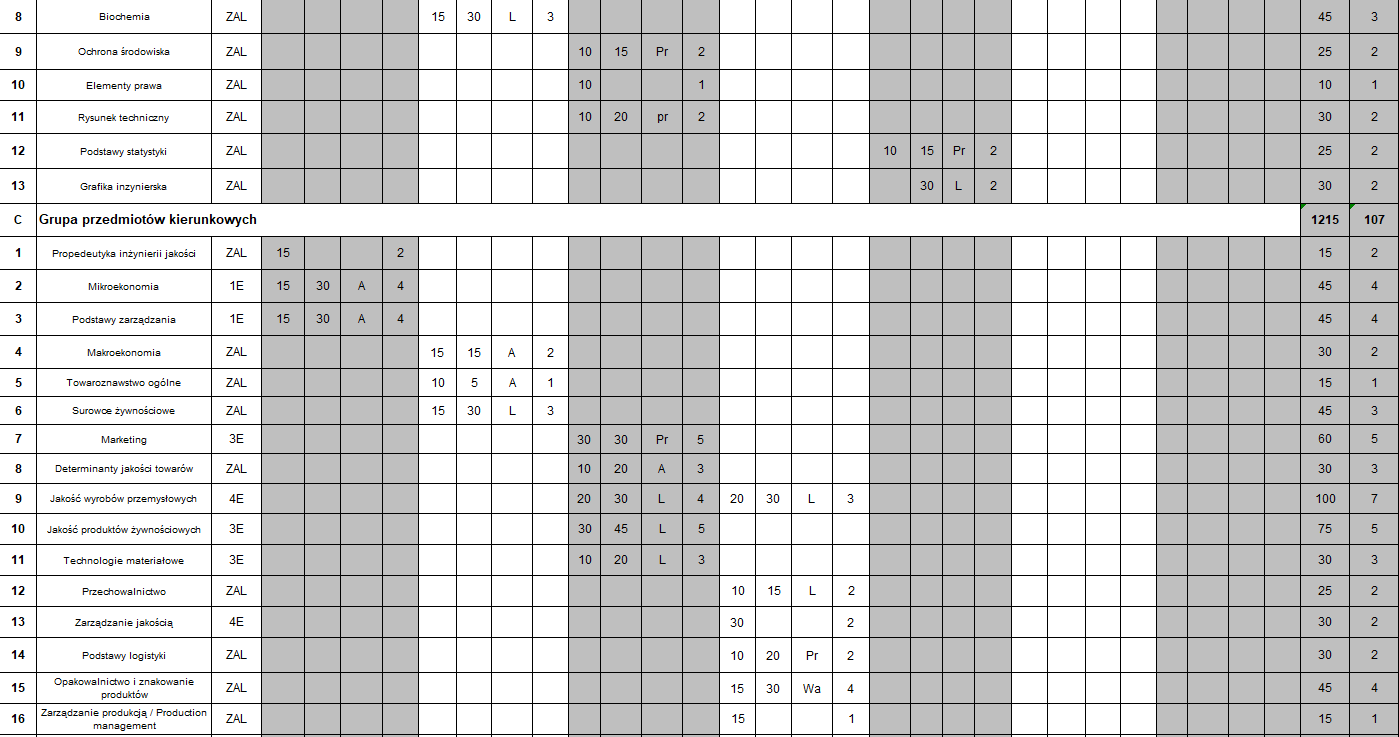 8 Biochemia ZAL 15 30 L 3 45 3
9 Ochrona środowiska ZAL 10 15 Pr 2 25 2
10 Elementy prawa ZAL 10 1 10 1
11 Rysunek techniczny ZAL 10 20 pr 2 30 2
12 Podstawy statystyki ZAL 10 15 Pr 2 25 2
13 Grafika inzynierska ZAL 30 L 2 30 2
C Grupa przedmiotów kierunkowych 1215 107
1 Propedeutyka inżynierii jakości ZAL 15 2 15 2
2 Mikroekonomia 1E 15 30 A 4 45 4
3 Podstawy zarządzania 1E 15 30 A 4 45 4
4 Makroekonomia ZAL 15 15 A 2 30 2
5 Towaroznawstwo ogólne ZAL 10 5 A 1 15 1
6 Surowce żywnościowe ZAL 15 30 L 3 45 3
7 Marketing 3E 30 30 Pr 5 60 5
8 Determinanty jakości towarów ZAL 10 20 A 3 30 3
9 Jakość wyrobów przemysłowych 4E 20 30 L 4 20 30 L 3 100 7
10 Jakość produktów żywnościowych 3E 30 45 L 5 75 5
11 Technologie materiałowe 3E 10 20 L 3 30 3
12 Przechowalnictwo ZAL 10 15 L 2 25 2
13 Zarządzanie jakością 4E 30 2 30 2
14 Podstawy logistyki ZAL 10 20 Pr 2 30 2
15 Opakowalnictwo i znakowanie
produktów ZAL 15 30 Wa 4 45 4
16 Zarządzanie produkcją / Production
management ZAL 15 1 15 1